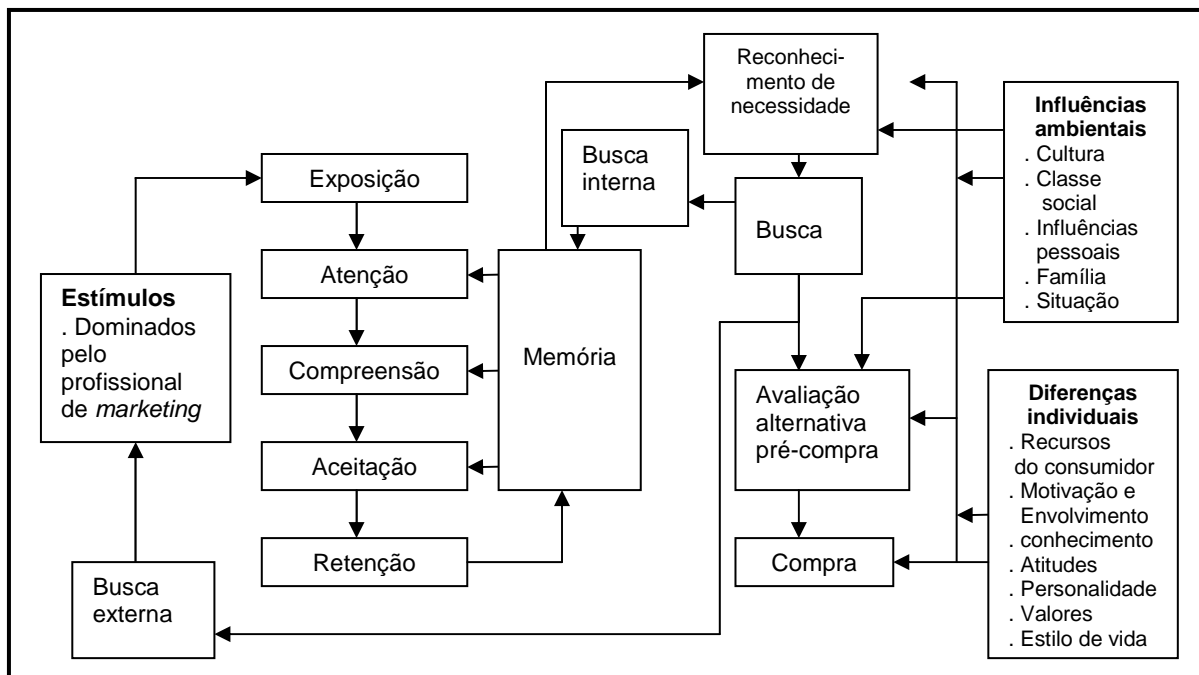 Reconheci-
mento de
necessidade
Influências
ambientais
. Cultura
. Classe
social
. Influências
pessoais
. Família
. Situação
Busca
interna
Exposição
Busca
Atenção
Estímulos
. Dominados
pelo
profissional
de marketing
Memória
Compreensão
Avaliação
alternativa
pré-compra
Diferenças
individuais
. Recursos
do consumidor
. Motivação e
Envolvimento
. conhecimento
. Atitudes
. Personalidade
. Valores
. Estilo de vida
Aceitação
Retenção
Compra
Busca
externa